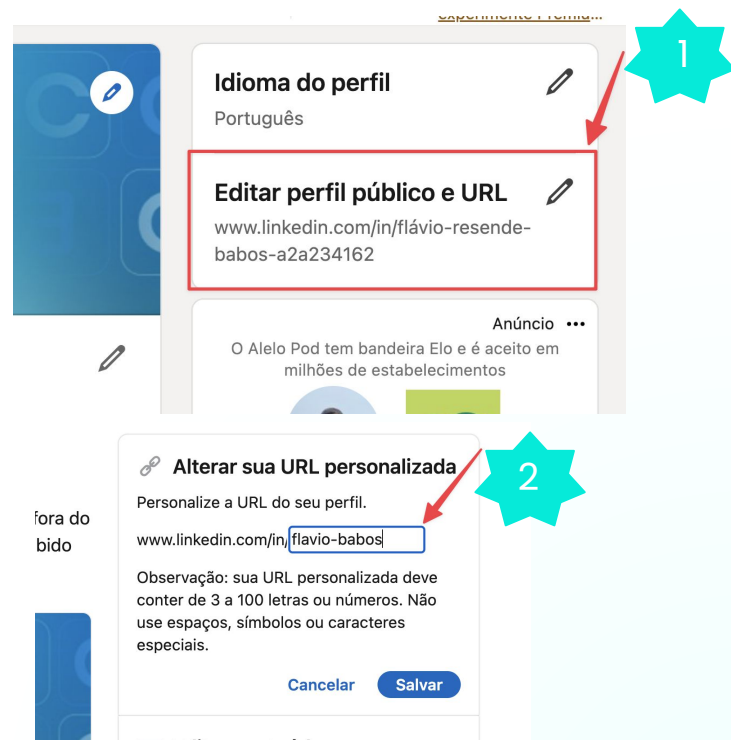 experimente Premiu...
1
Idioma do perfil
Português
Editar perfil público e URL
www.linkedin.com/in/flávio-resende-
babos-a2a234162
Anúncio
O Alelo Pod tem bandeira Elo e é aceito em
milhões de estabelecimentos
2
Alterar sua URL personalizada
Personalize a URL do seu perfil.
fora do
bido
www.linkedin.com/in/flavio-babos
Observação: sua URL personalizada deve
conter de 3 a 100 letras ou números. Não
use espaços, símbolos ou caracteres
especiais.
Cancelar Salvar